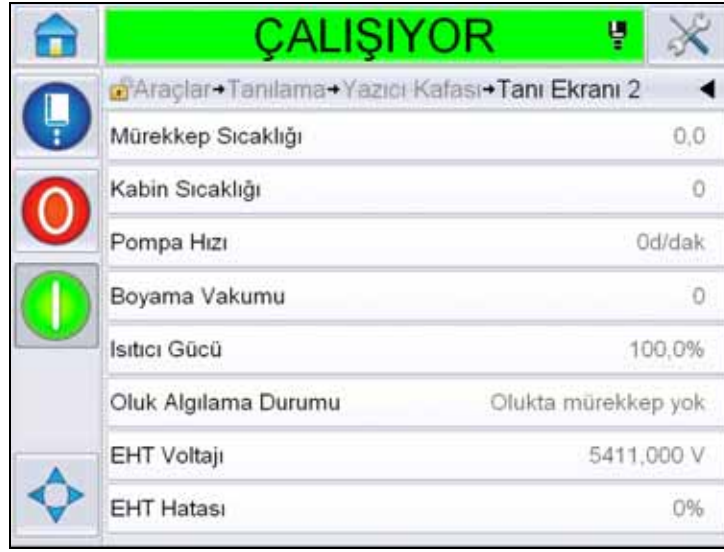 ÇALIŞIYOR
Araçlar→Tanılama→Yazıcı Kafası→Tanı Ekranı 2
Mürekkep Sıcaklığı 0,0
Kabin Sıcaklığı 0
Pompa Hızı 0d/dak
Boyama Vakumu 0
Isıtıcı Gücü 100,0%
Oluk Algılama Durumu Olukta mürekkep yok
EHT Voltajı 5411,000 V
EHT Hatası 0%